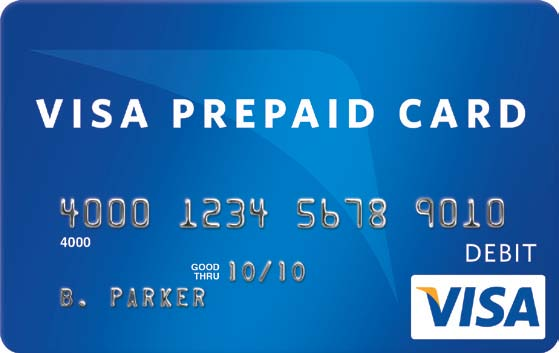 VISA PREPAID CARD
4000 1234 5678 9010
4000
DEBIT
GOOD THRU 10/10
B. PARKER
VISA